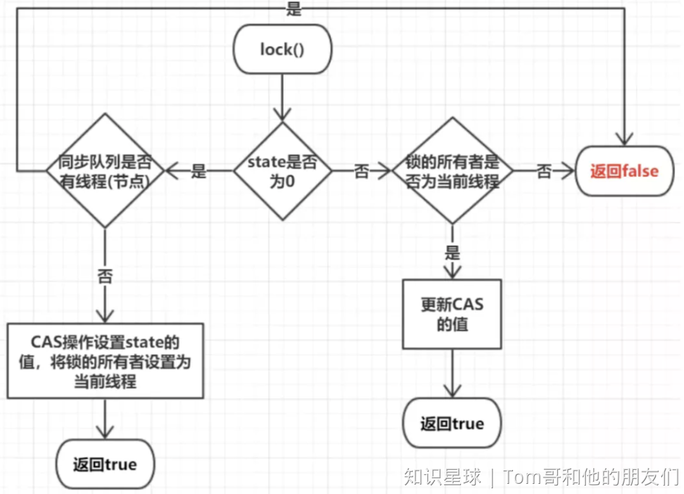 是
lock()
同步队列是否
有线程(节点)
是
state是否
为0
否
锁的所有者是
否为当前线程
否
返回false
否
是
CAS操作设置state的
值，将锁的所有者设置为
当前线程
更新CAS
的值
返回true
返回true
知识星球 | Tom哥和他的朋友们